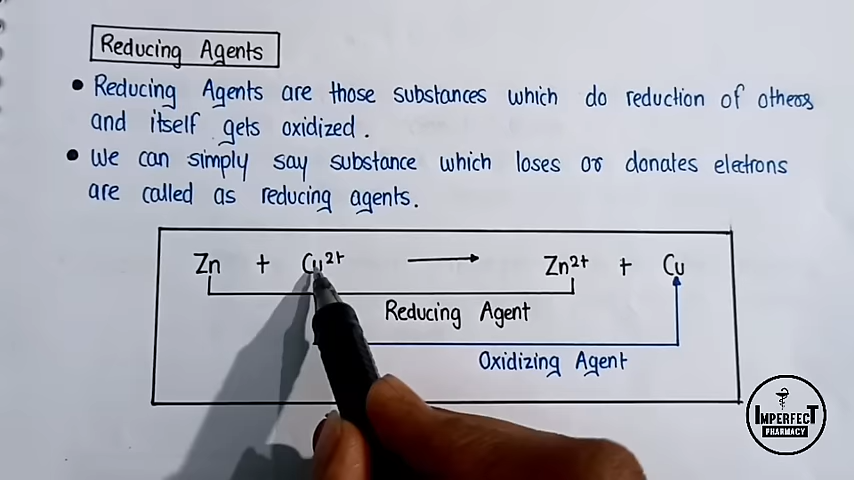 Reducing Agents
• Reducing Agents are those substances which do reduction of others
and itself gets oxidized.
• We can simply say substance which loses or donates electrons
are called as reducing agents.
Zn + Cu²⁺ ⟶ Zn²⁺ + Cu
Reducing Agent
Oxidizing Agent
IMPERFECT
PHARMACY